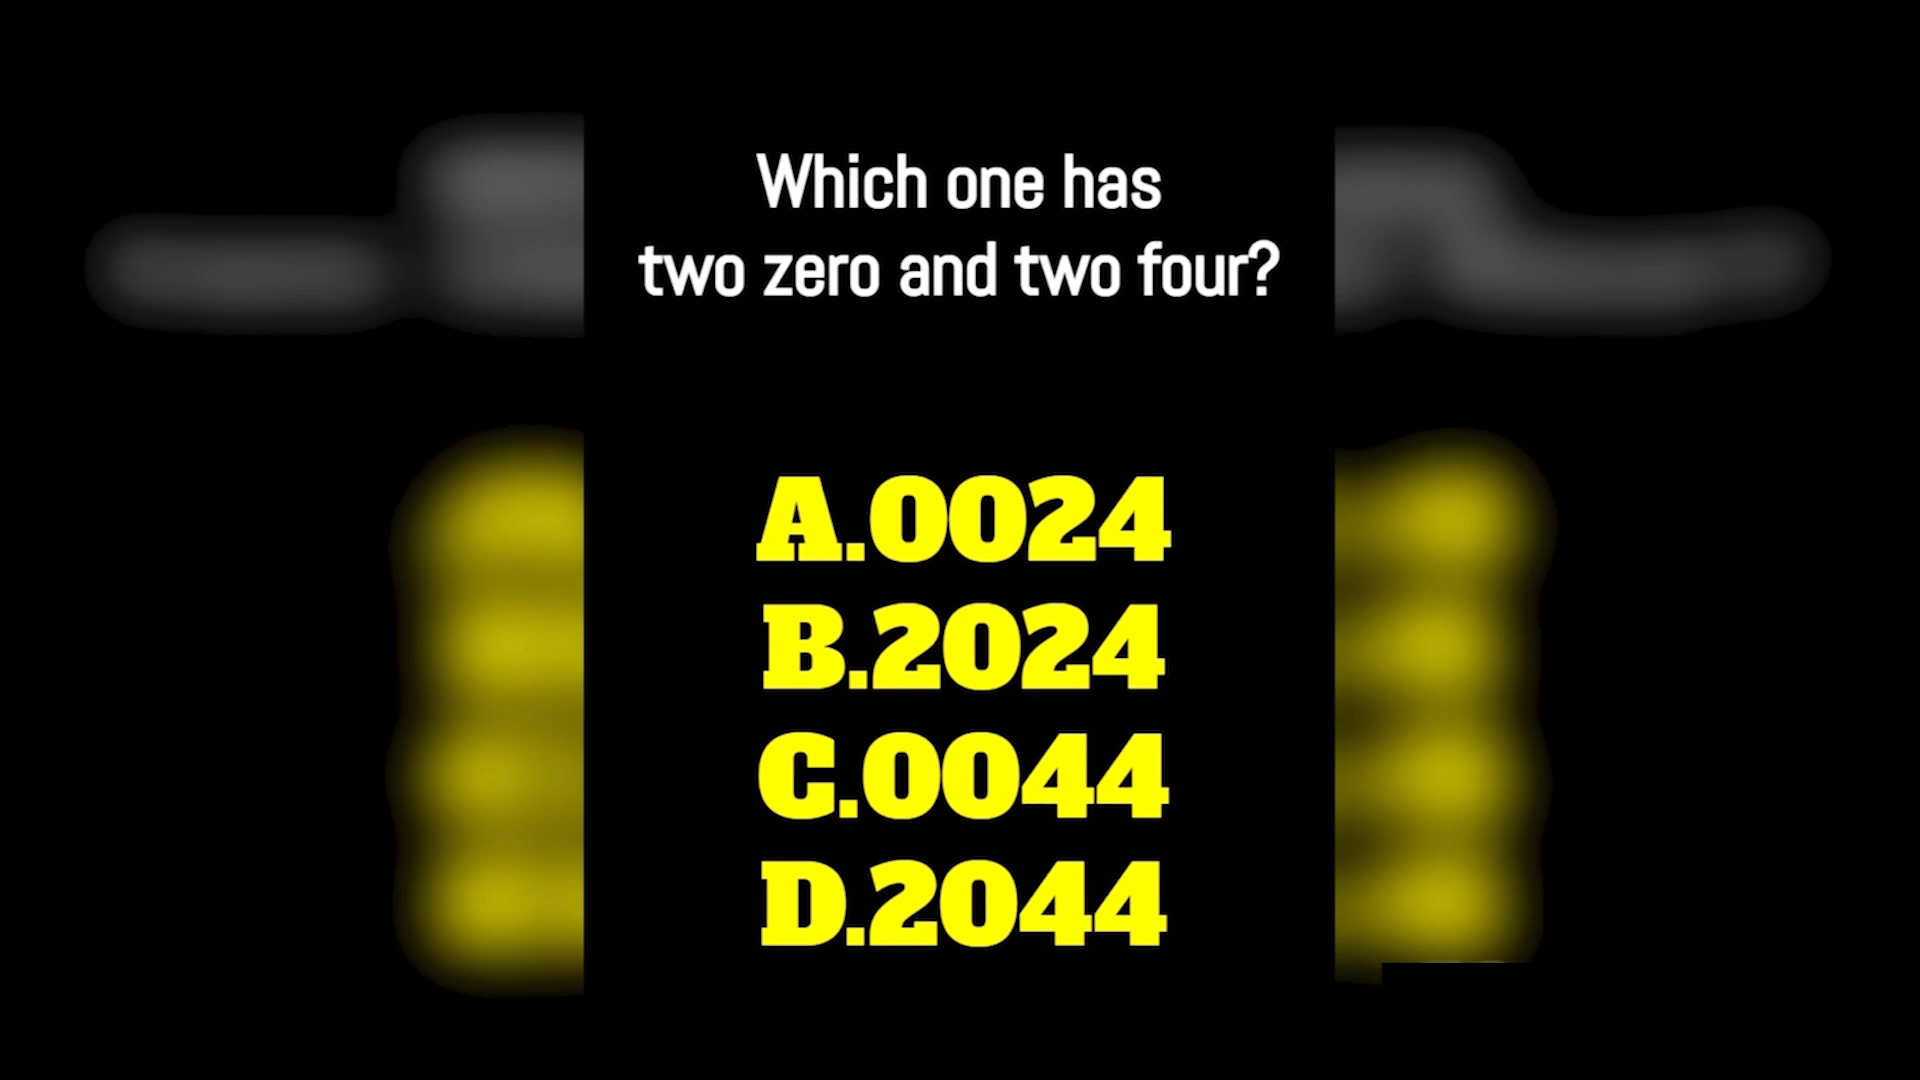 Which one has
two zero and two four?
A.0024
B.2024
C.0044
D.2044